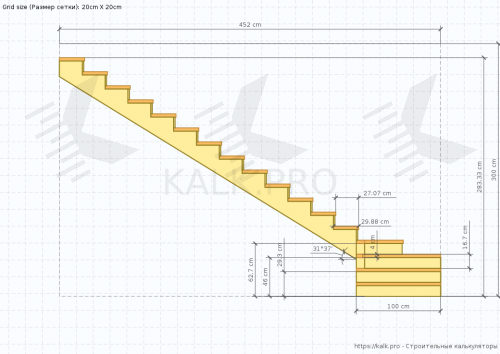 Grid size (Размер сетки): 20cm X 20cm
452 cm
KALK.PRO
27.07 cm
29.88 cm
31°37'
4 cm
16.7 cm
29.3 cm
46 cm
62.7 cm
283.33 cm
300 cm
100 cm
https://kalk.pro - Строительные калькуляторы